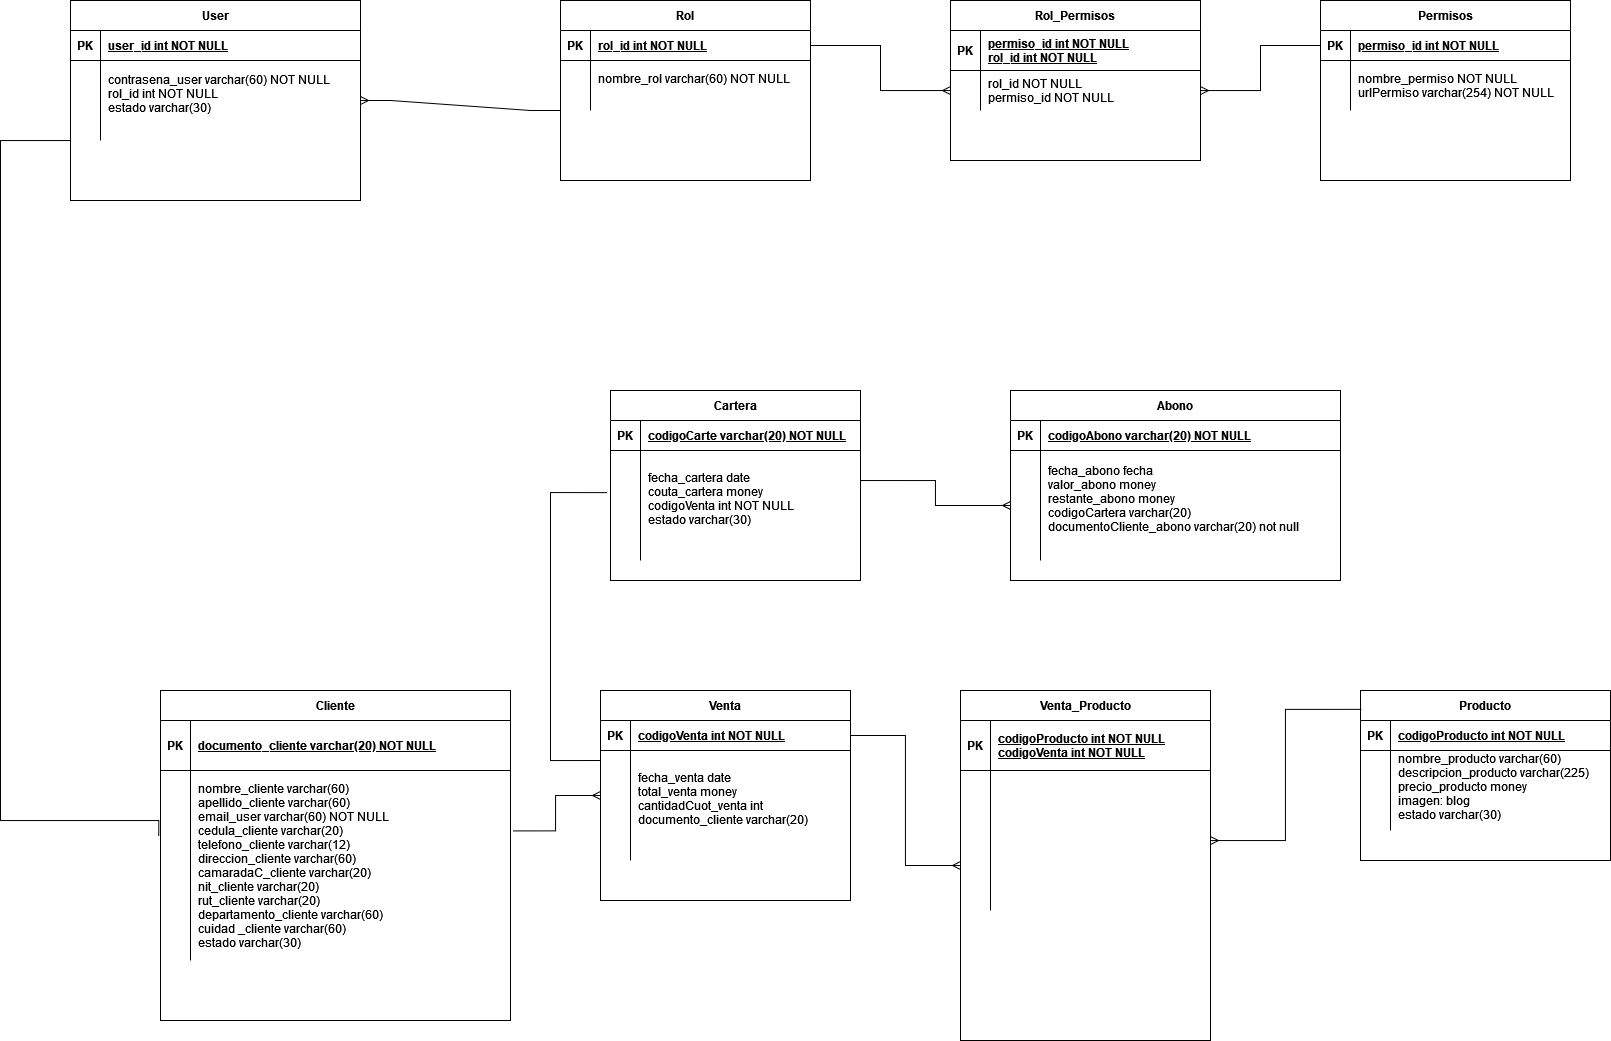 User
PK
user_id int NOT NULL
contrasena_user varchar(60) NOT NULL
rol_id int NOT NULL
estado varchar(30)
Rol
PK
rol_id int NOT NULL
nombre_rol varchar(60) NOT NULL
Rol_Permisos
PK
permiso_id int NOT NULL
rol_id int NOT NULL
rol_id NOT NULL
permiso_id NOT NULL
Permisos
PK
permiso_id int NOT NULL
nombre_permiso NOT NULL
urlPermiso varchar(254) NOT NULL
Cartera
PK
codigoCarte varchar(20) NOT NULL
fecha_cartera date
couta_cartera money
codigoVenta int NOT NULL
estado varchar(30)
Abono
PK
codigoAbono varchar(20) NOT NULL
fecha_abono fecha
valor_abono money
restante_abono money
codigoCartera varchar(20)
documentoCliente_abono varchar(20) not null
Cliente
PK
documento_cliente varchar(20) NOT NULL
nombre_cliente varchar(60)
apellido_cliente varchar(60)
email_user varchar(60) NOT NULL
cedula_cliente varchar(20)
telefono_cliente varchar(12)
direccion_cliente varchar(60)
camaradaC_cliente varchar(20)
nit_cliente varchar(20)
rut_cliente varchar(20)
departamento_cliente varchar(60)
cuidad _cliente varchar(60)
estado varchar(30)
Venta
PK
codigoVenta int NOT NULL
fecha_venta date
total_venta money
cantidadCuot_venta int
documento_cliente varchar(20)
Venta_Producto
PK
codigoProducto int NOT NULL
codigoVenta int NOT NULL
Producto
PK
codigoProducto int NOT NULL
nombre_producto varchar(60)
descripcion_producto varchar(225)
precio_producto money
imagen: blog
estado varchar(30)